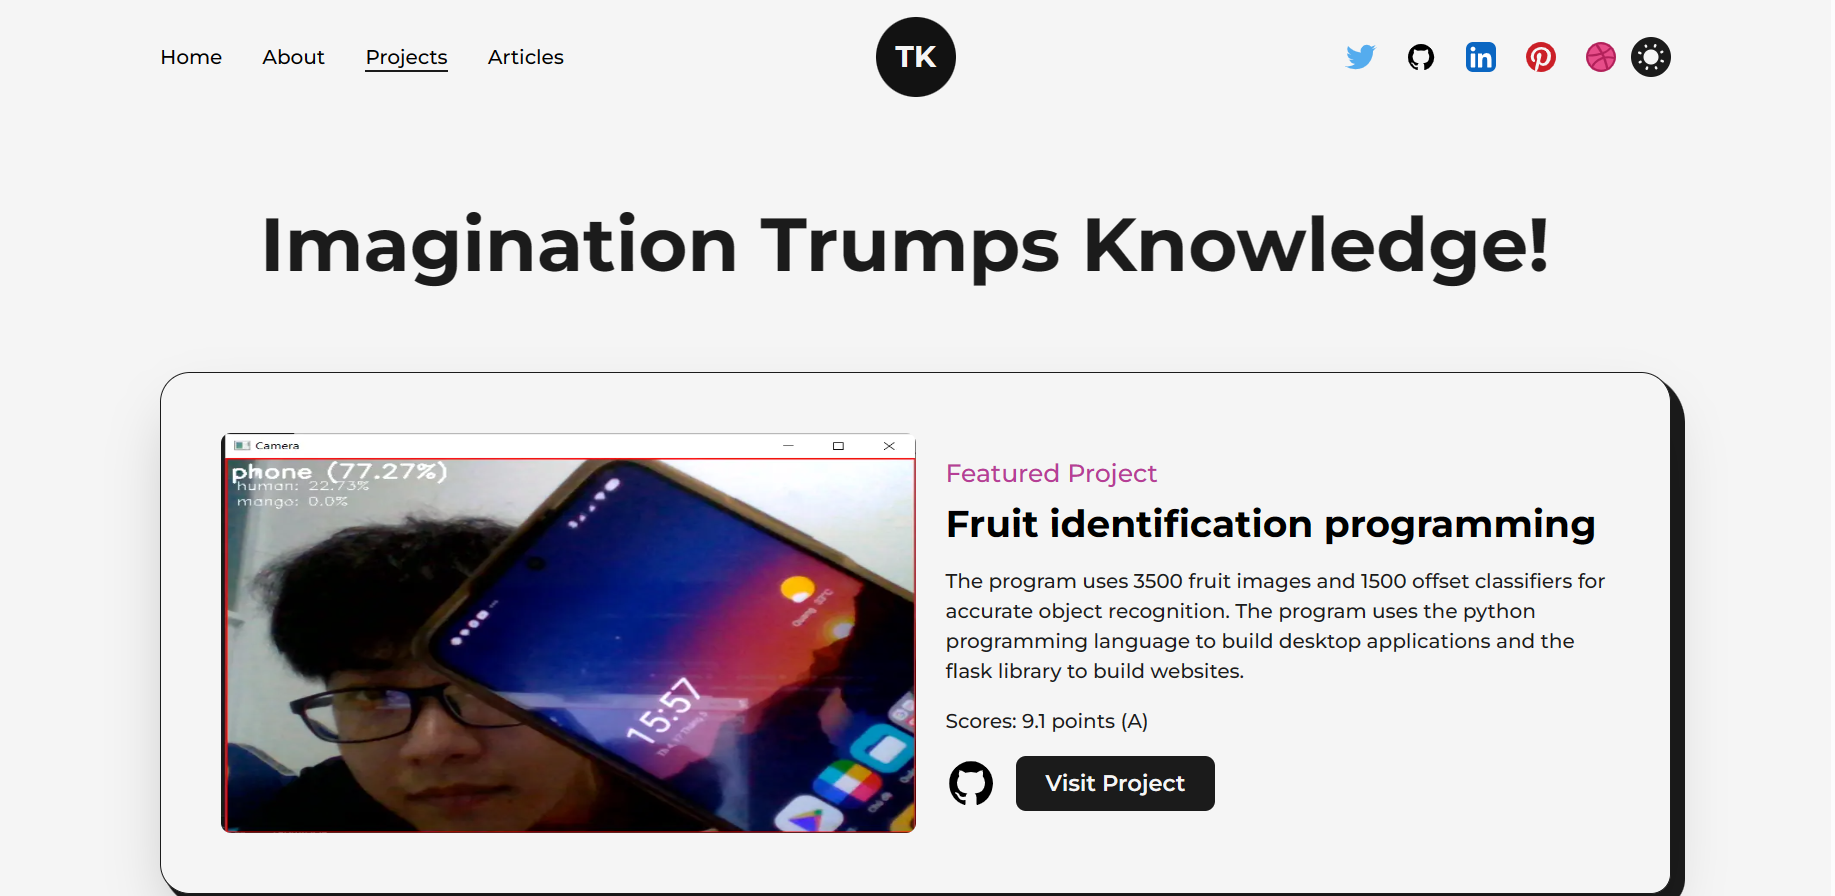 Home About Projects Articles
TK
in
Imagination Trumps Knowledge!
Camera
phone (77.27%)
human: 22.73%
mango: 0.0%
15:57
Featured Project
Fruit identification programming
The program uses 3500 fruit images and 1500 offset classifiers for
accurate object recognition. The program uses the python
programming language to build desktop applications and the
flask library to build websites.
Scores: 9.1 points (A)
Visit Project